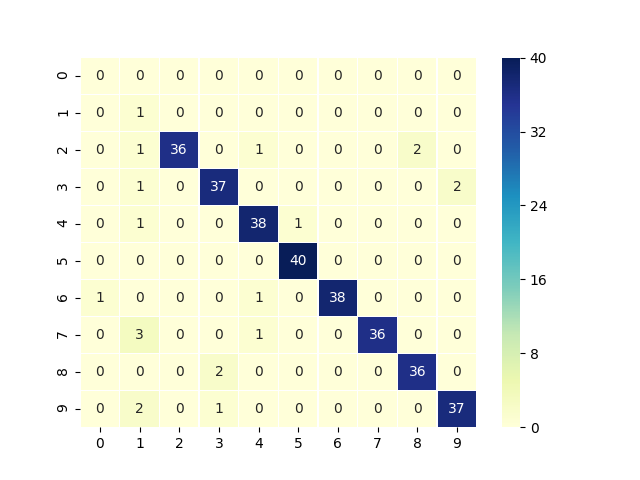 0 0 0 0 0 0 0 0 0 0 0
1 0 1 0 0 0 0 0 0 0 0
2 0 1 36 0 1 0 0 0 2 0
3 0 1 0 37 0 0 0 0 0 2
4 0 1 0 0 38 1 0 0 0 0
5 0 0 0 0 0 40 0 0 0 0
6 1 0 0 0 1 0 38 0 0 0
7 0 3 0 0 1 0 0 36 0 0
8 0 0 0 2 0 0 0 0 36 0
9 0 2 0 1 0 0 0 0 0 37
0 1 2 3 4 5 6 7 8 9
40
32
24
16
8
0